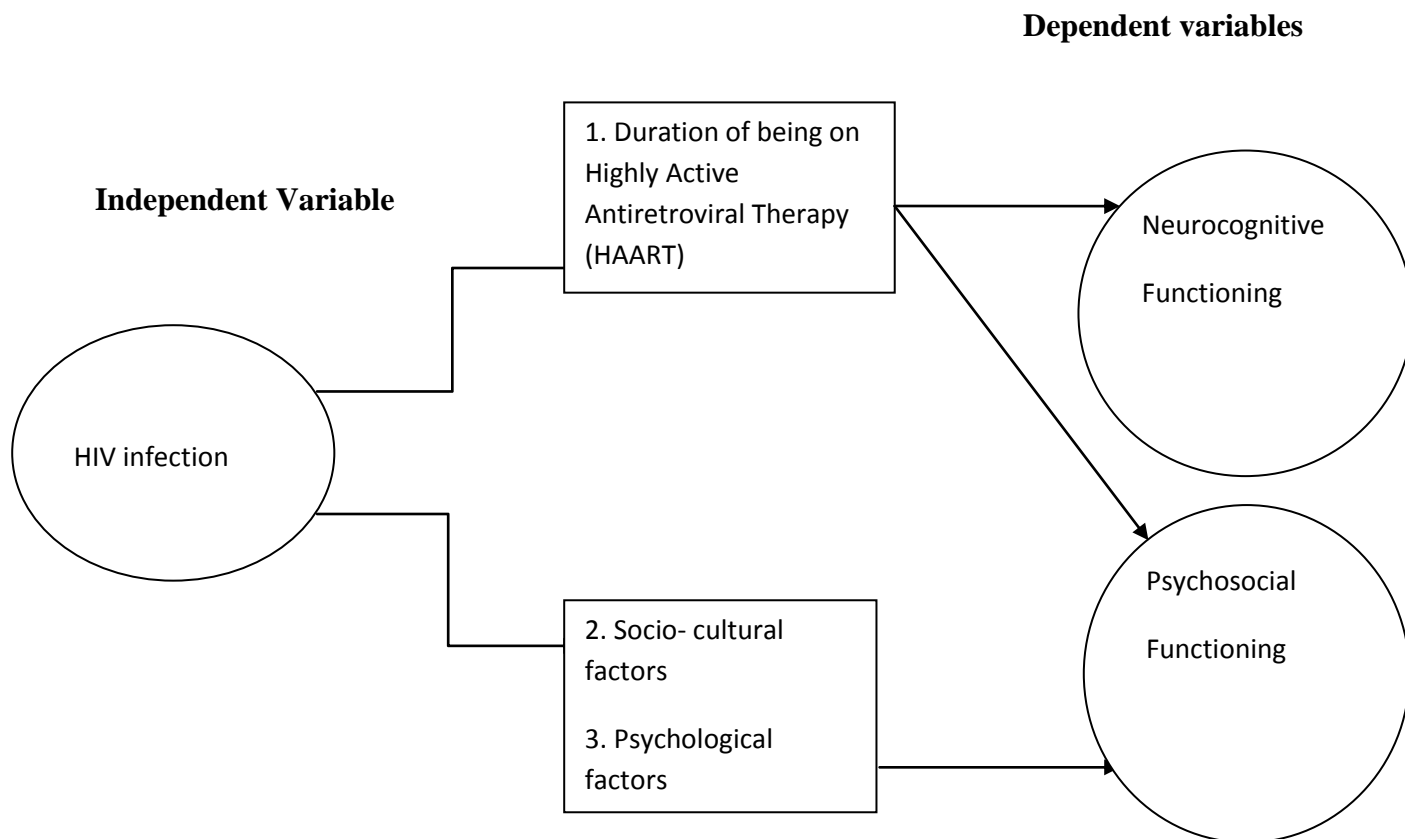 Dependent variables
Independent Variable
1. Duration of being on
Highly Active
Antiretroviral Therapy
(HAART)
Neurocognitive
Functioning
HIV infection
2. Socio- cultural
factors
3. Psychological
factors
Psychosocial
Functioning